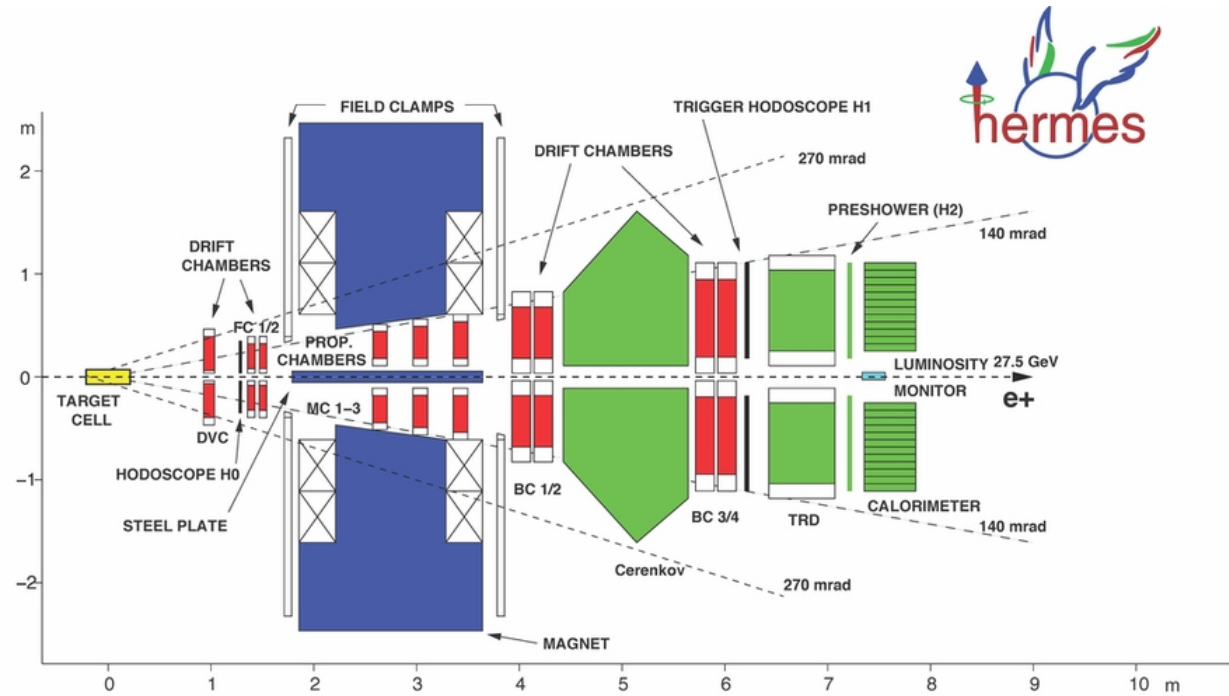 hermes
m
2
1
0
−1
−2
FIELD CLAMPS
TRIGGER HODOSCOPE H1
DRIFT CHAMBERS
270 mrad
PRESHOWER (H2)
140 mrad
DRIFT
CHAMBERS
FC 1/2
PROP.
CHAMBERS
LUMINOSITY
27.5 GeV
MONITOR
e+
TARGET
CELL
DVC
MC 1−3
HODOSCOPE H0
STEEL PLATE
BC 1/2
BC 3/4
TRD
CALORIMETER
140 mrad
Cerenkov
270 mrad
MAGNET
0 1 2 3 4 5 6 7 8 9 10 m